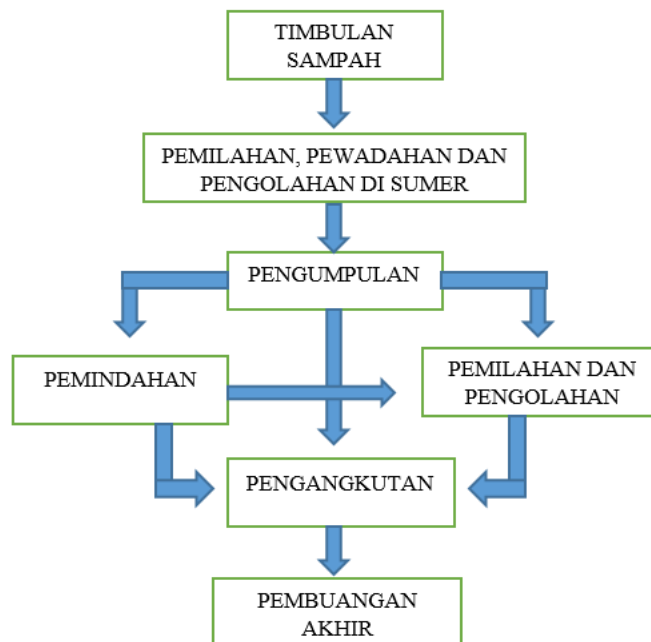 TIMBULAN
SAMPAH
PEMILAHAN, PEWADAHAN DAN
PENGOLAHAN DI SUMER
PENGUMPULAN
PEMINDAHAN
PEMILAHAN DAN
PENGOLAHAN
PENGANGKUTAN
PEMBUANGAN
AKHIR